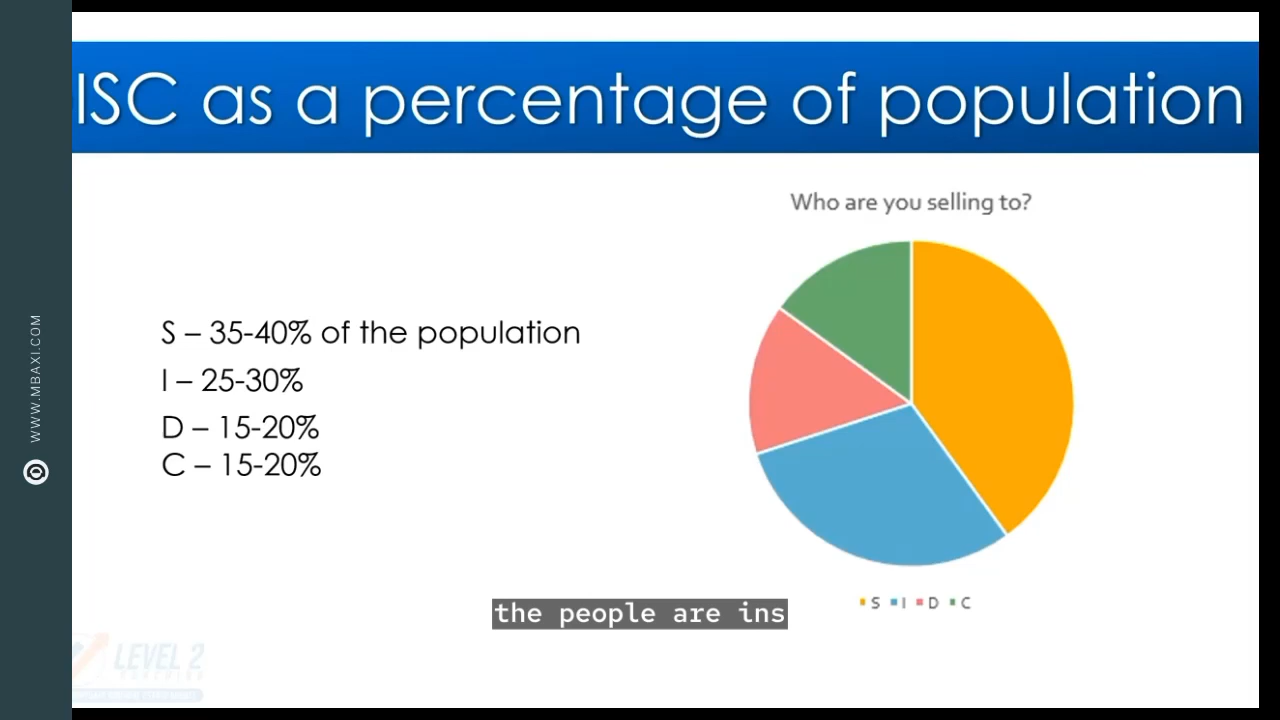 ISC as a percentage of population
Who are you selling to?
S – 35-40% of the population
I – 25-30%
D – 15-20%
C – 15-20%
S I D C
the people are ins
LEVEL 2
WWW.MBAXI.COM